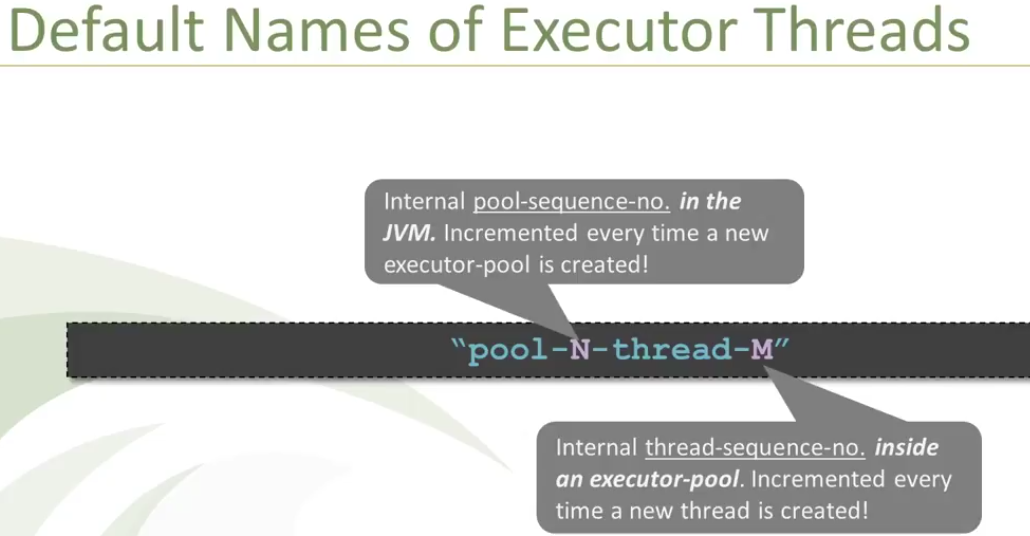 Default Names of Executor Threads
Internal pool-sequence-no. in the
JVM. Incremented every time a new
executor-pool is created!
“pool-N-thread-M”
Internal thread-sequence-no. inside
an executor-pool. Incremented every
time a new thread is created!